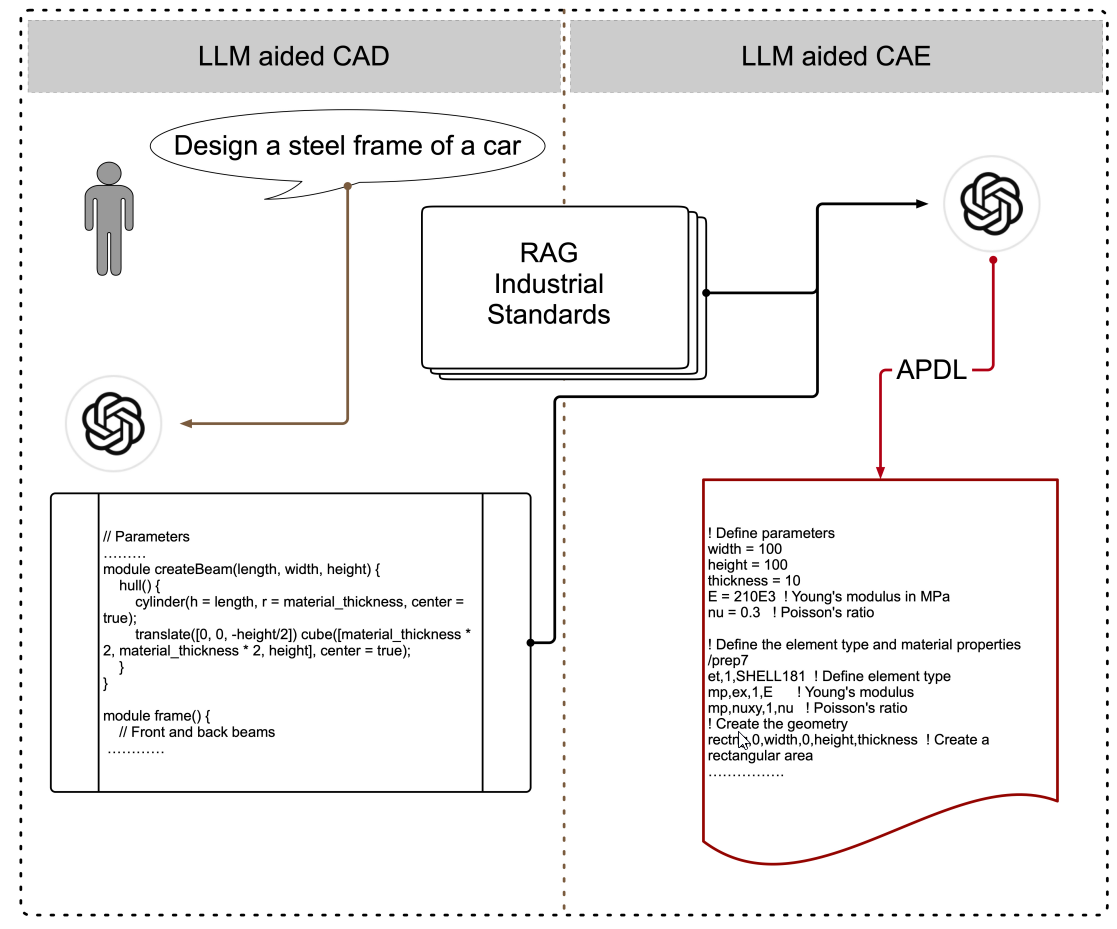 LLM aided CAD
LLM aided CAE
Design a steel frame of a car
RAG
Industrial
Standards
APDL
// Parameters
………
module createBeam(length, width, height) {
hull() {
cylinder(h = length, r = material_thickness, center =
true);
translate([0, 0, -height/2]) cube([material_thickness *
2, material_thickness * 2, height], center = true);
}
}
module frame() {
// Front and back beams
…………
! Define parameters
width = 100
height = 100
thickness = 10
E = 210E3 ! Young's modulus in MPa
nu = 0.3 ! Poisson's ratio
! Define the element type and material properties
/prep7
et,1,SHELL181 ! Define element type
mp,ex,1,E ! Young's modulus
mp,nuxy,1,nu ! Poisson's ratio
! Create the geometry
0,width,0,height,thickness ! Create a
rectangular area
…………….